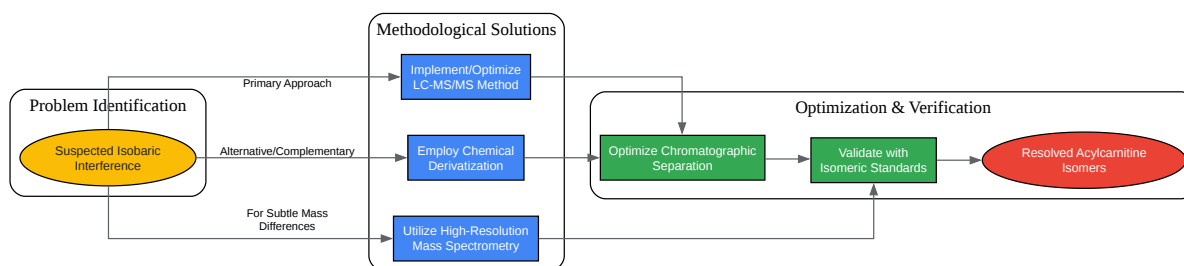 Problem Identification
Suspected Isobaric
Interference
Primary Approach
Alternative/Complementary
For Subtle Mass
Differences
Methodological Solutions
Implement/Optimize
LC-MS/MS Method
Employ Chemical
Derivatization
Utilize High-Resolution
Mass Spectrometry
Optimization & Verification
Optimize Chromatographic
Separation
Validate with
Isomeric Standards
Resolved Acylcarnitine
Isomers